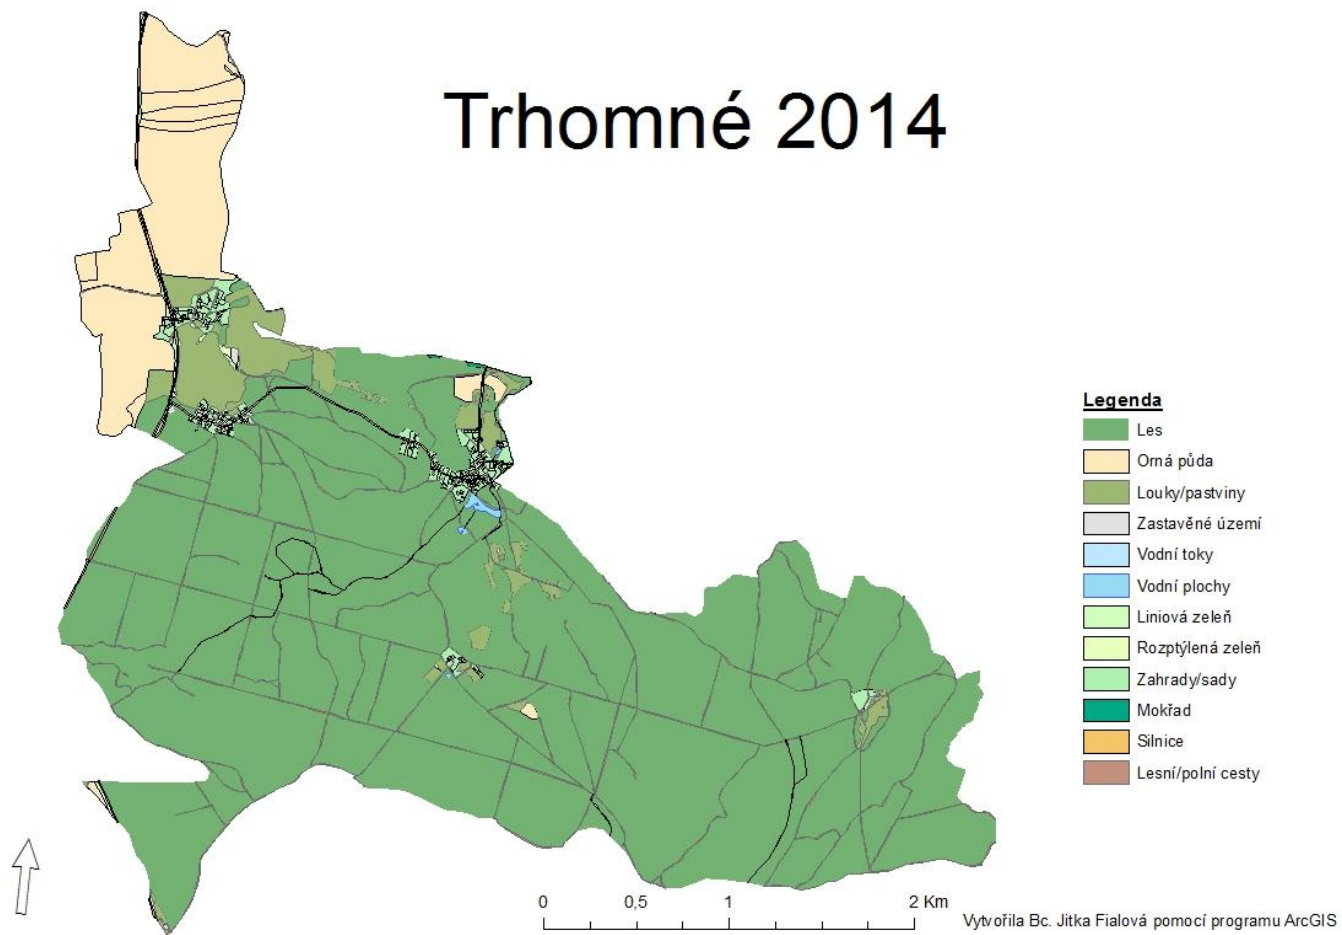 Trhomné 2014
Legenda
Les
Orná půda
Louky/pastviny
Zastavěné území
Vodní toky
Vodní plochy
Liniová zeleň
Rozptýlená zeleň
Zahrady/sady
Mokřad
Silnice
Lesní/polní cesty
0 0,5 1 2 Km
Vytvořila Bc. Jitka Fialová pomocí programu ArcGIS